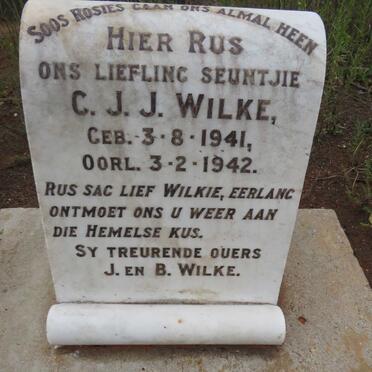 SOOS ROSIES GAAN ONS ALMAL HEEN
HIER RUS
ONS LIEFLING SEUNTJIE
C. J. J. WILKE,
GEB. 3·8·1941,
OORL. 3·2·1942.
RUS SAG LIEF WILKIE, EERLANG
ONTMOET ONS U WEER AAN
DIE HEMELSE KUS.
SY TREURENDE OUERS
J. EN B. WILKE.